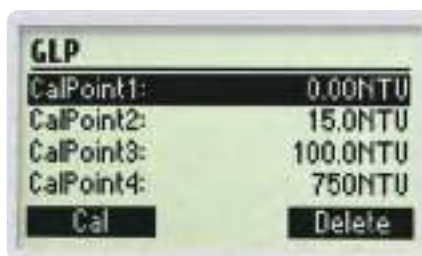 GLP
CalPoint1: 0.00NTU
CalPoint2: 15.0NTU
CalPoint3: 100.0NTU
CalPoint4: 750NTU
Cal Delete